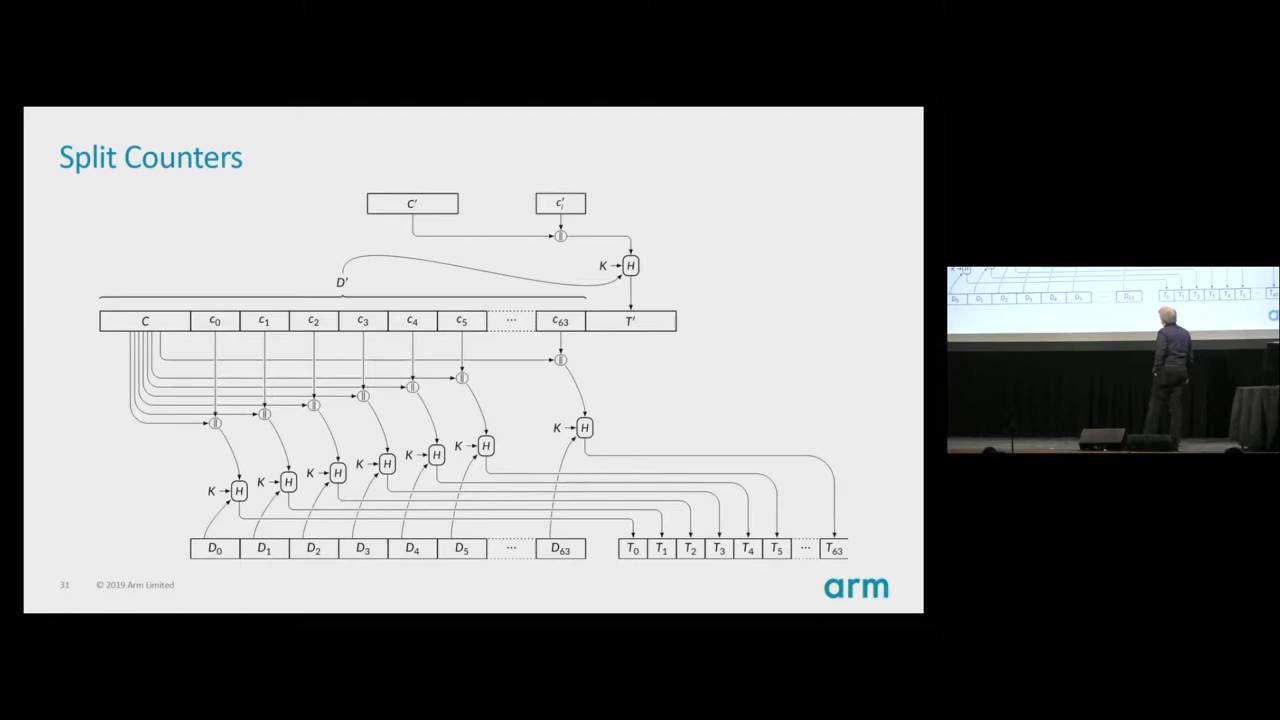 Split Counters
C′ c′i
K H
D′
C c0 c1 c2 c3 c4 c5 ... c63 T′
K H
K H
K H
K H
K H
K H
K H
D0 D1 D2 D3 D4 D5 ... D63 T0 T1 T2 T3 T4 T5 ... T63
31 © 2019 Arm Limited
arm